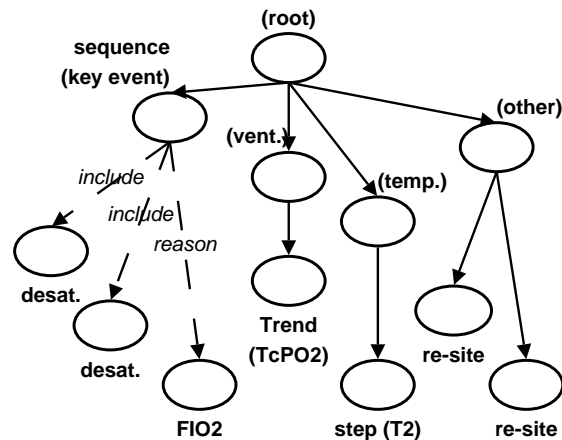 (root)
sequence
(key event)
(vent.)
(other)
(temp.)
include
include
reason
desat.
desat.
Trend
(TcPO2)
re-site
FIO2
step (T2)
re-site